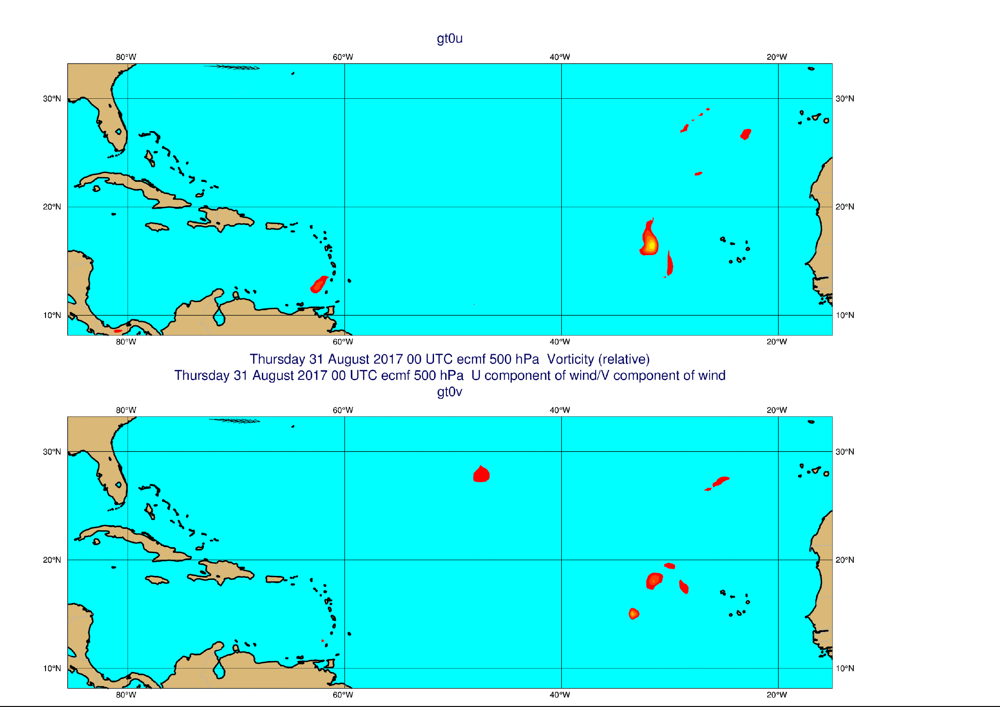 gt0u
80°W 60°W 40°W 20°W
30°N 30°N
20°N 20°N
10°N 10°N
80°W 60°W 40°W 20°W
Thursday 31 August 2017 00 UTC ecmf 500 hPa Vorticity (relative)
Thursday 31 August 2017 00 UTC ecmf 500 hPa U component of wind/V component of wind
gt0v
80°W 60°W 40°W 20°W
30°N 30°N
20°N 20°N
10°N 10°N
80°W 60°W 40°W 20°W